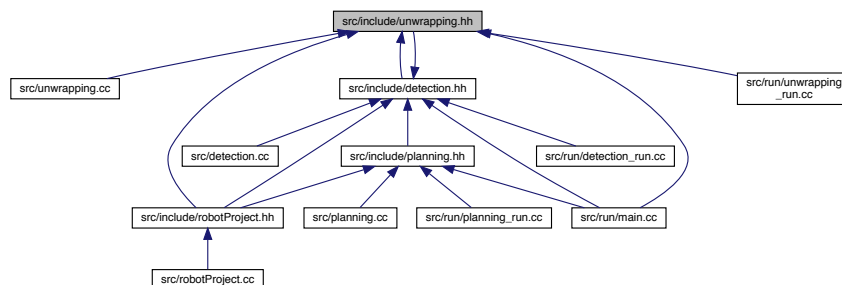 src/include/unwrapping.hh
src/unwrapping.cc
src/include/detection.hh
src/run/unwrapping
_run.cc
src/detection.cc
src/include/planning.hh
src/run/detection_run.cc
src/include/robotProject.hh
src/planning.cc
src/run/planning_run.cc
src/run/main.cc
src/robotProject.cc